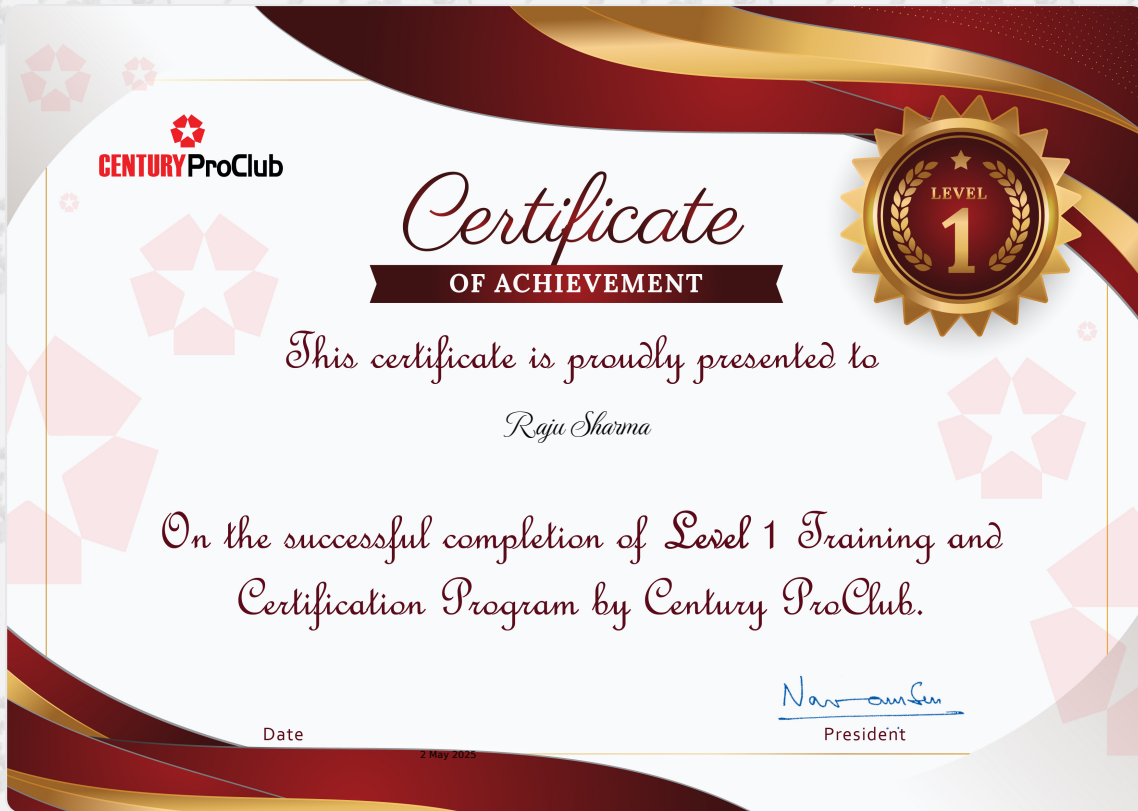 CENTURY ProClub
LEVEL
1
Certificate
OF ACHIEVEMENT
This certificate is proudly presented to
Raju Sharma
On the successful completion of Level 1 Training and
Certification Program by Century ProClub.
Date
President
2 May 2025